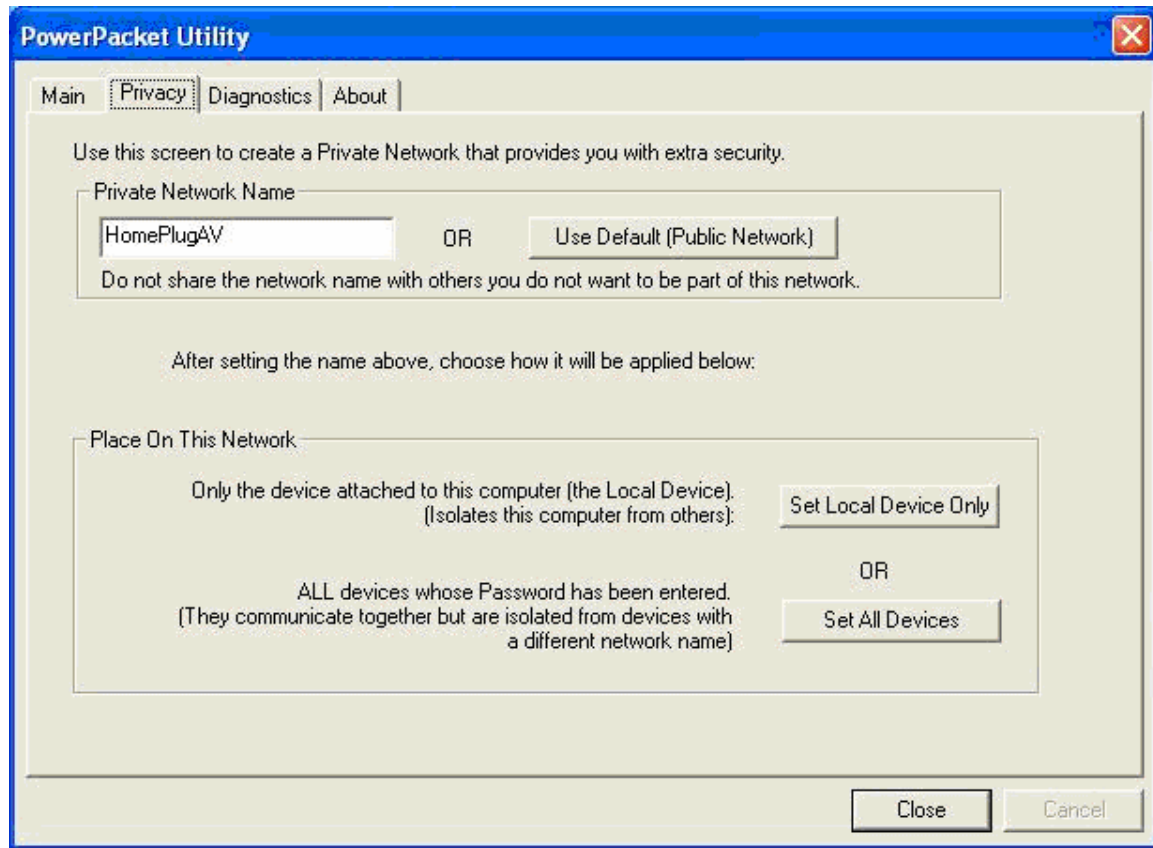 PowerPacket Utility
Main Privacy Diagnostics About
Use this screen to create a Private Network that provides you with extra security.
Private Network Name
HomePlugAV OR Use Default (Public Network)
Do not share the network name with others you do not want to be part of this network.
After setting the name above, choose how it will be applied below:
Place On This Network
Only the device attached to this computer (the Local Device).
(Isolates this computer from others):
Set Local Device Only
OR
ALL devices whose Password has been entered.
(They communicate together but are isolated from devices with
a different network name)
Set All Devices
Close Cancel